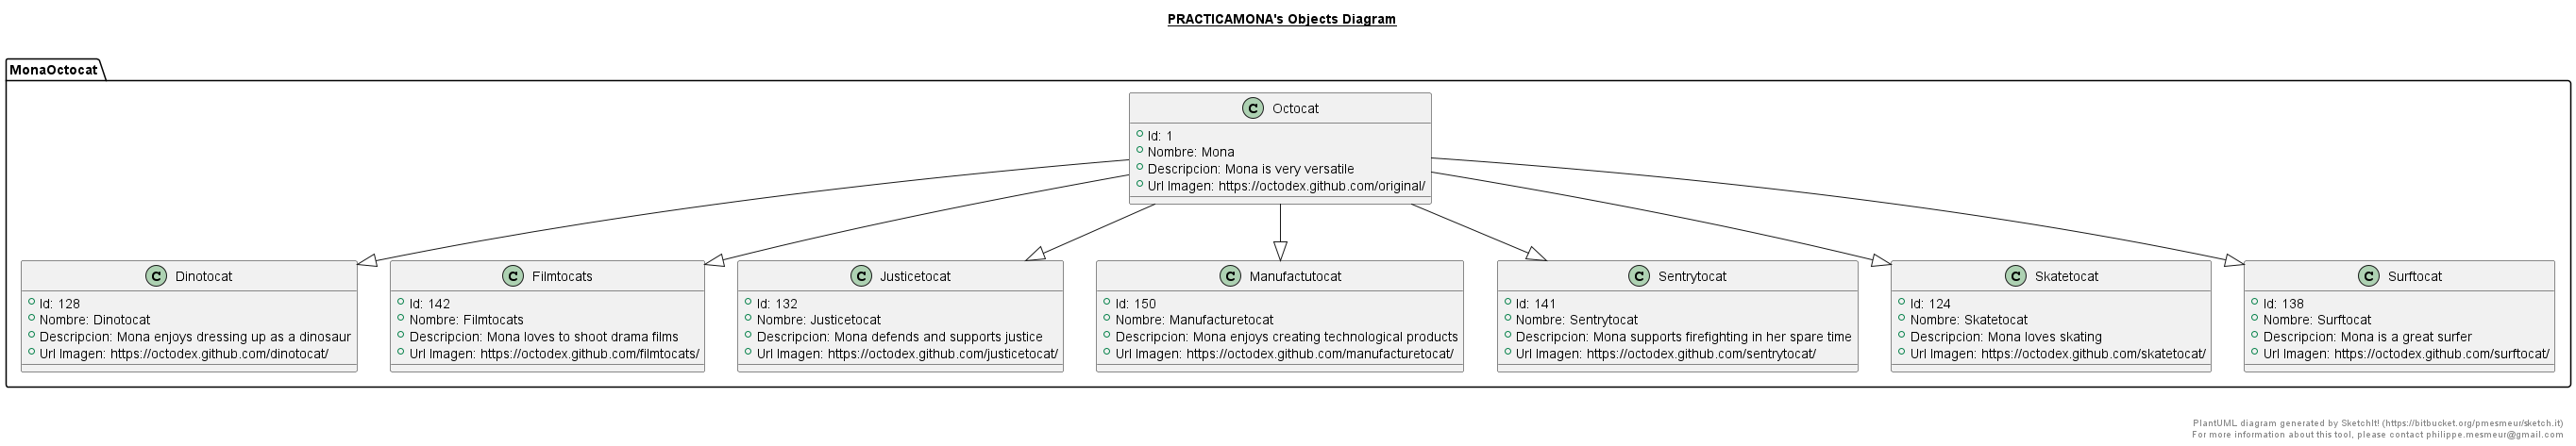 PRACTICAMONA's Objects Diagram
MonaOctocat
C Octocat
Id: 1
Nombre: Mona
Descripcion: Mona is very versatile
Url Imagen: https://octodex.github.com/original/
C Dinotocat
Id: 128
Nombre: Dinotocat
Descripcion: Mona enjoys dressing up as a dinosaur
Url Imagen: https://octodex.github.com/dinotocat/
C Filmtocats
Id: 142
Nombre: Filmtocats
Descripcion: Mona loves to shoot drama films
Url Imagen: https://octodex.github.com/filmtocats/
C Justicetocat
Id: 132
Nombre: Justicetocat
Descripcion: Mona defends and supports justice
Url Imagen: https://octodex.github.com/justicetocat/
C Manufactutocat
Id: 150
Nombre: Manufacturetocat
Descripcion: Mona enjoys creating technological products
Url Imagen: https://octodex.github.com/manufacturetocat/
C Sentrytocat
Id: 141
Nombre: Sentrytocat
Descripcion: Mona supports firefighting in her spare time
Url Imagen: https://octodex.github.com/sentrytocat/
C Skatetocat
Id: 124
Nombre: Skatetocat
Descripcion: Mona loves skating
Url Imagen: https://octodex.github.com/skatetocat/
C Surftocat
Id: 138
Nombre: Surftocat
Descripcion: Mona is a great surfer
Url Imagen: https://octodex.github.com/surftocat/
PlantUML diagram generated by SketchIt! (https://bitbucket.org/pmesmeur/sketch.it)
For more information about this tool, please contact philippe.mesmeur@gmail.com